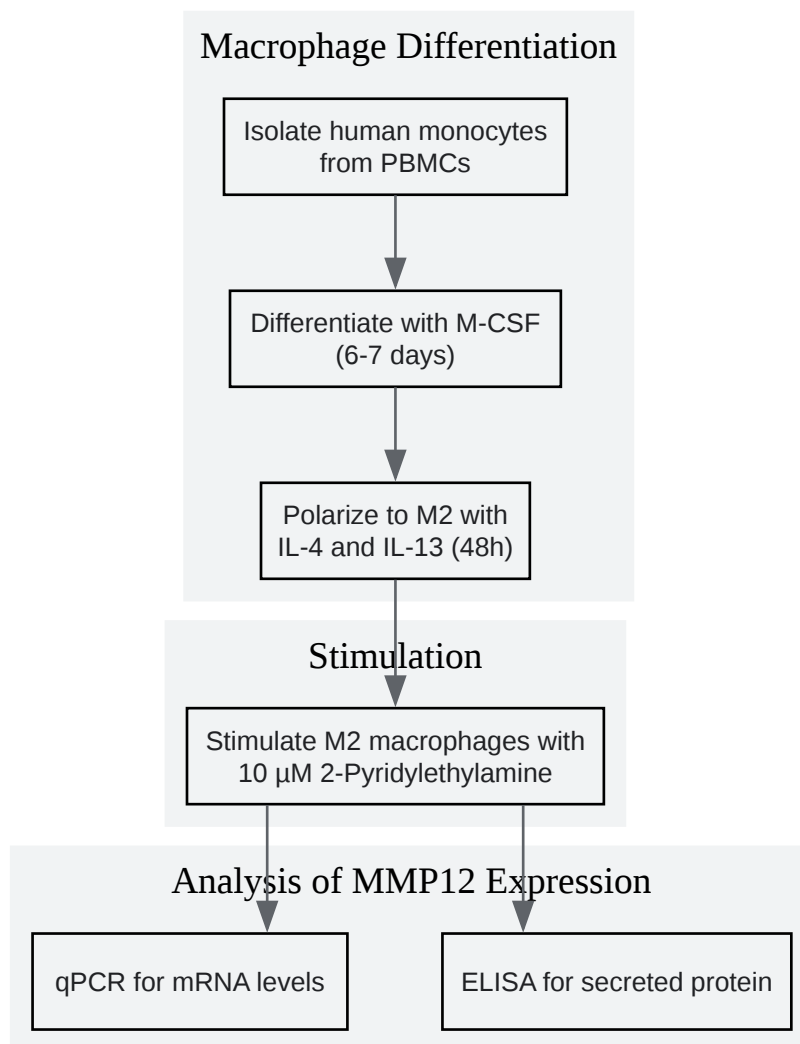 Macrophage Differentiation
Isolate human monocytes
from PBMCs
Differentiate with M-CSF
(6-7 days)
Polarize to M2 with
IL-4 and IL-13 (48h)
Stimulation
Stimulate M2 macrophages with
10 µM 2-Pyridylethylamine
Analysis of MMP12 Expression
qPCR for mRNA levels
ELISA for secreted protein